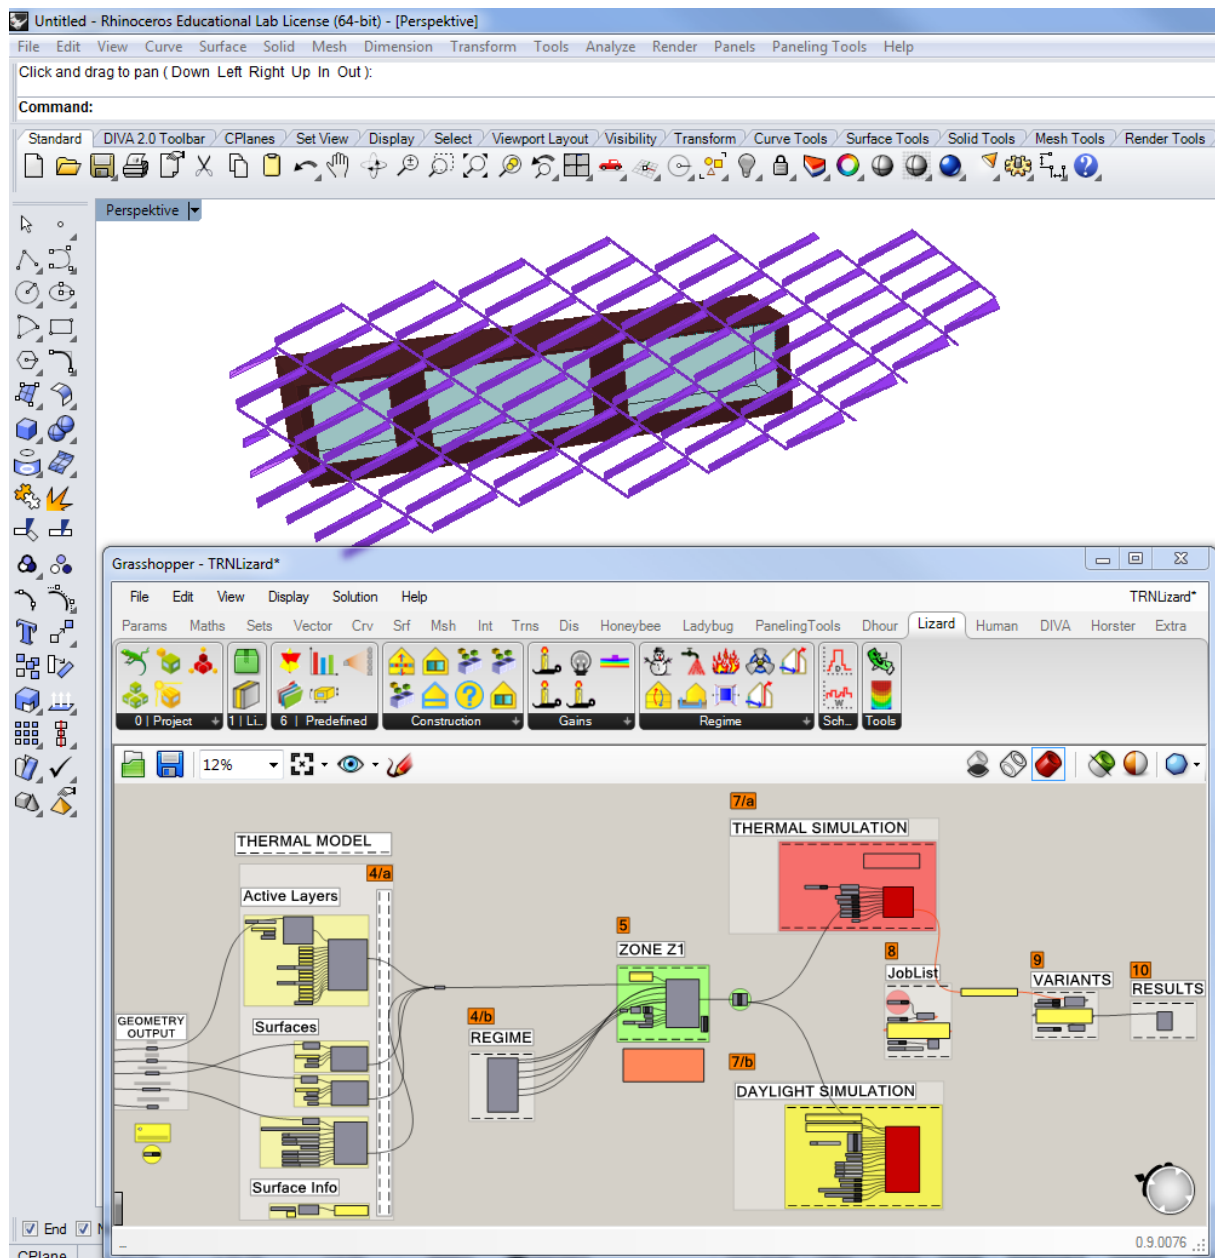 Untitled - Rhinoceros Educational Lab License (64-bit) - [Perspektive]
File Edit View Curve Surface Solid Mesh Dimension Transform Tools Analyze Render Panels Paneling Tools Help
Click and drag to pan ( Down Left Right Up In Out ):
Command:
Standard DIVA 2.0 Toolbar CPlanes Set View Display Select Viewport Layout Visibility Transform Curve Tools Surface Tools Solid Tools Mesh Tools Render Tools
Perspektive
Grasshopper - TRNLizard*
File Edit View Display Solution Help TRNLizard*
Params Maths Sets Vector Crv Srf Msh Int Trns Dis Honeybee Ladybug PanelingTools Dhour Lizard Human DIVA Horster Extra
0 | Project 1 | Li... 6 | Predefined Construction Gains Regime Sch... Tools
12%
7/a
THERMAL SIMULATION
THERMAL MODEL
4/a
Active Layers
5
ZONE Z1
8
JobList
9
VARIANTS
10
RESULTS
GEOMETRY
OUTPUT
Surfaces
4/b
REGIME
7/b
DAYLIGHT SIMULATION
Surface Info
End
CPlane
0.9.0076